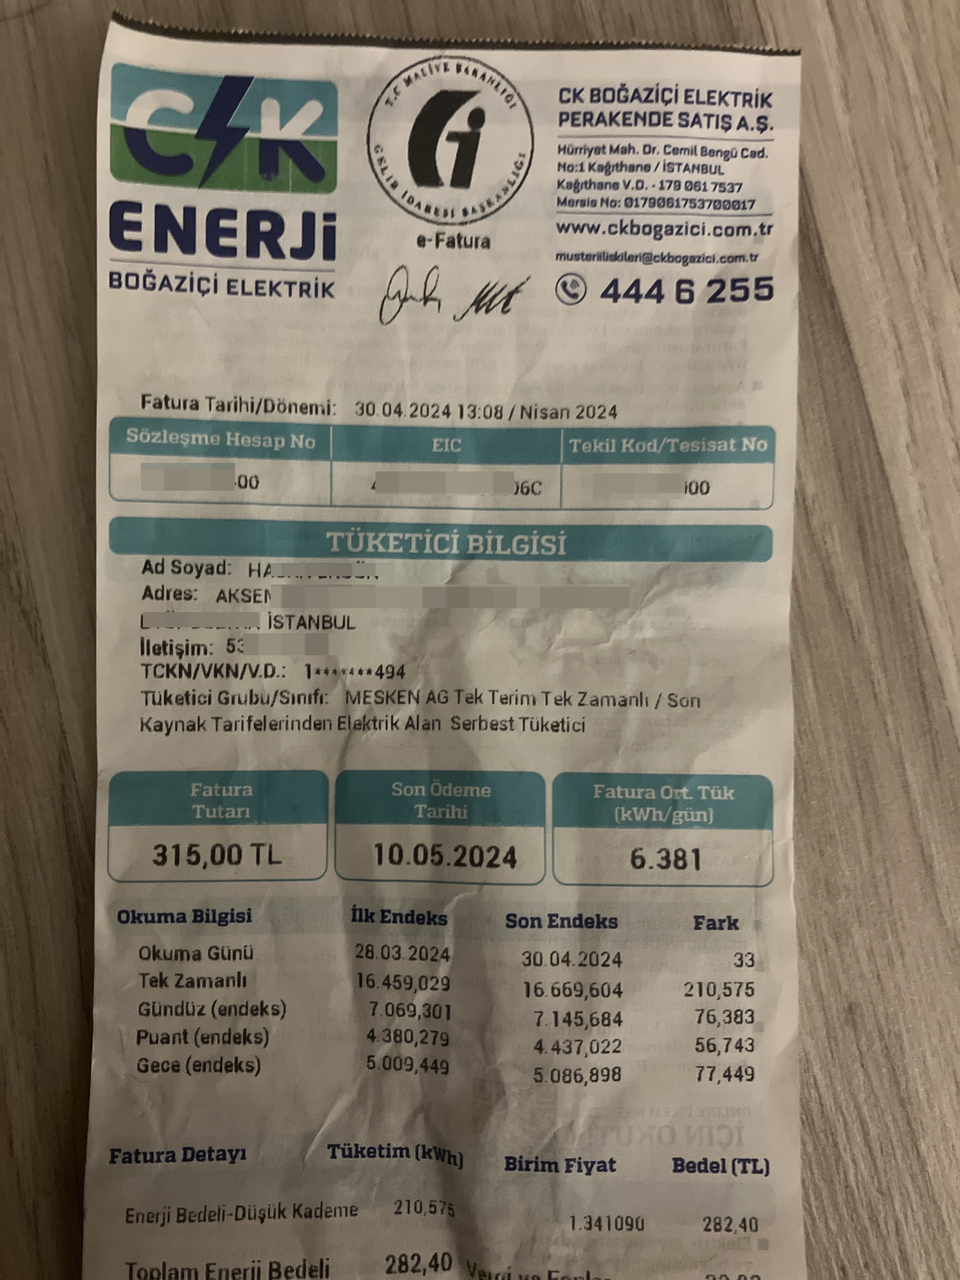 CK
ENERJi
BOĞAZİÇİ ELEKTRİK
T.C MALİYE BAKANLIĞI
GELİR İDARESİ BAŞKANLIĞI
e-Fatura
CK BOĞAZİÇİ ELEKTRİK
PERAKENDE SATIŞ A.Ş.
Hürriyet Mah. Dr. Cemil Bengü Cad.
No:1 Kağıthane / İSTANBUL
Kağıthane V.D. - 179 061 7537
Mersis No: 0179061753700017
www.ckbogazici.com.tr
musteriiliskileri@ckbogazici.com.tr
444 6 255
Fatura Tarihi/Dönemi: 30.04.2024 13:08 / Nisan 2024
Sözleşme Hesap No EIC Tekil Kod/Tesisat No
00 06C 000
TÜKETİCİ BİLGİSİ
Ad Soyad: HA
Adres: AKSEN
İSTANBUL
İletişim: 53
TCKN/VKN/V.D.: 1*******494
Tüketici Grubu/Sınıfı: MESKEN AG Tek Terim Tek Zamanlı / Son
Kaynak Tarifelerinden Elektrik Alan Serbest Tüketici
Fatura Tutarı Son Ödeme Tarihi Fatura Ort. Tük (kWh/gün)
315,00 TL 10.05.2024 6.381
Okuma Bilgisi İlk Endeks Son Endeks Fark
Okuma Günü 28.03.2024 30.04.2024 33
Tek Zamanlı 16.459,029 16.669,604 210,575
Gündüz (endeks) 7.069,301 7.145,684 76,383
Puant (endeks) 4.380,279 4.437,022 56,743
Gece (endeks) 5.009,449 5.086,898 77,449
Fatura Detayı Tüketim (kWh) Birim Fiyat Bedel (TL)
Enerji Bedeli-Düşük Kademe 210,575 1.341090 282,40
Toplam Enerji Bedeli 282,40